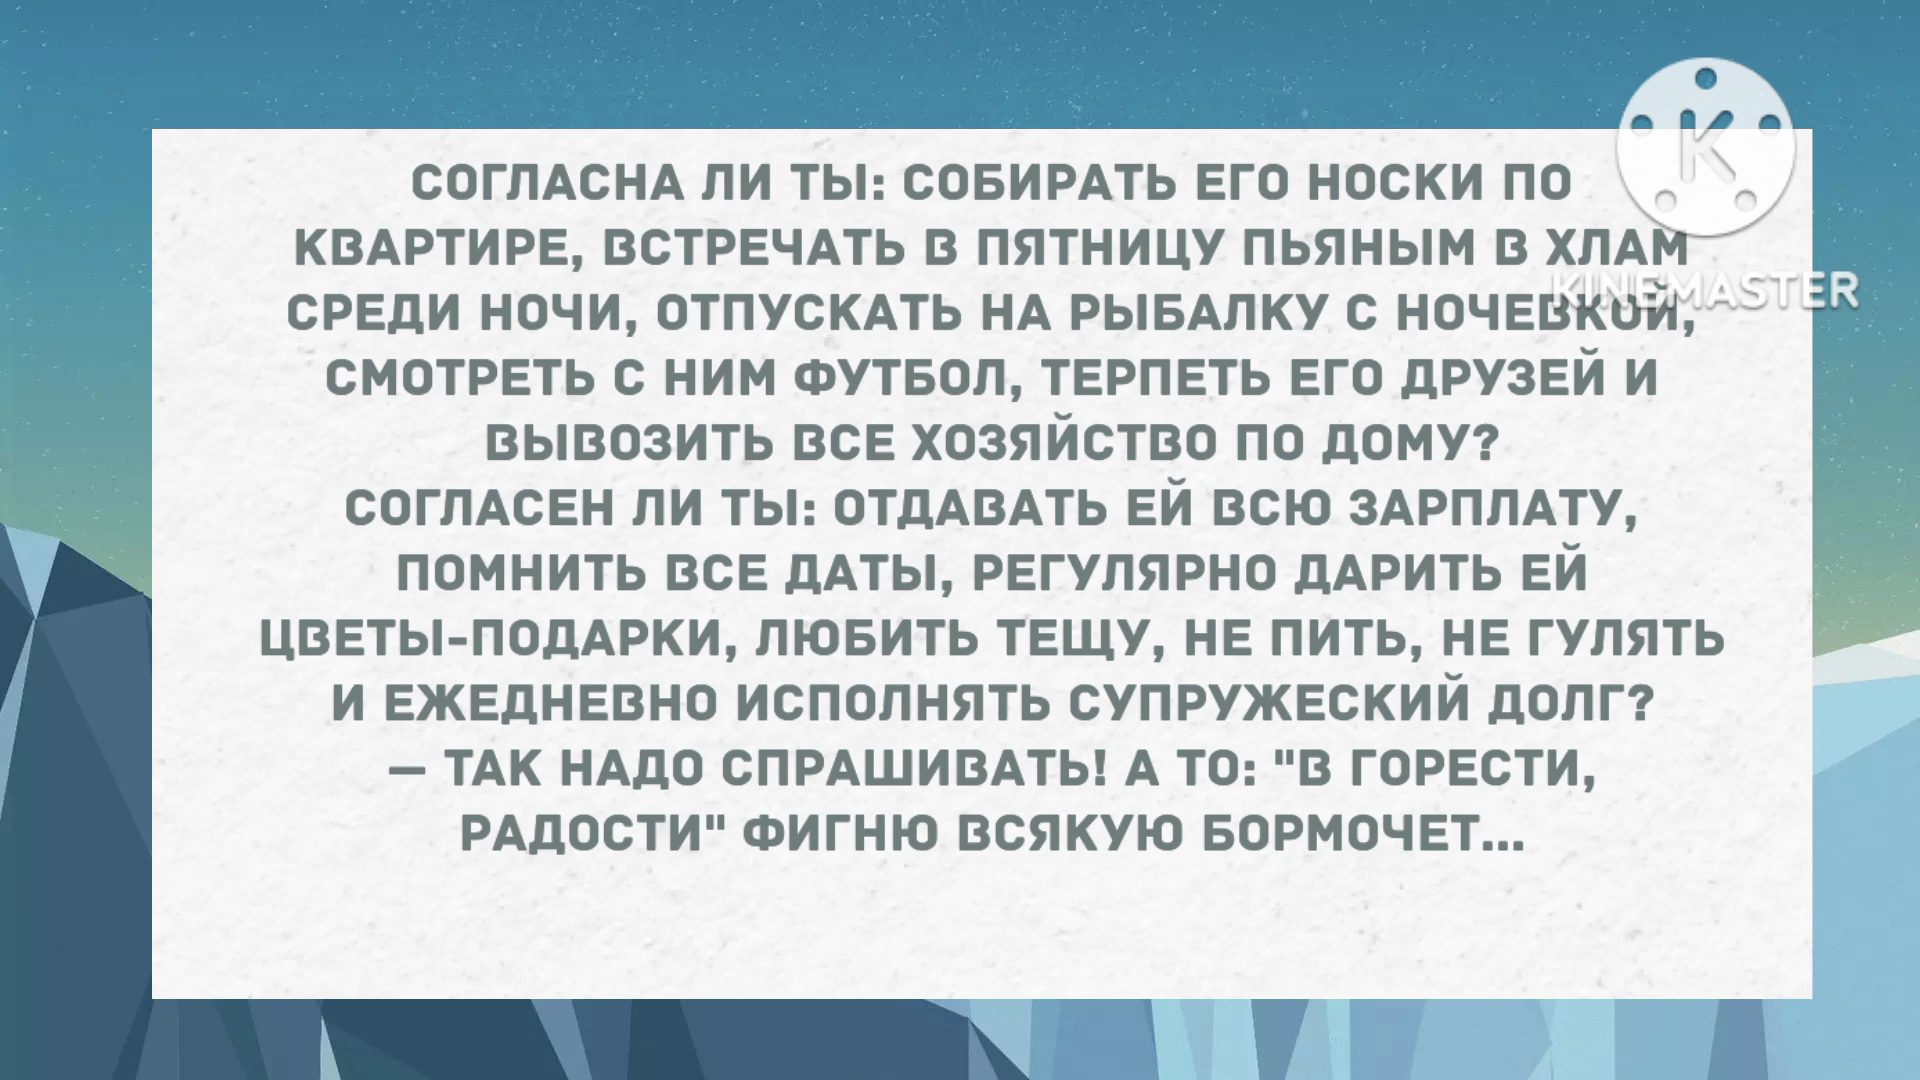 СОГЛАСНА ЛИ ТЫ: СОБИРАТЬ ЕГО НОСКИ ПО
КВАРТИРЕ, ВСТРЕЧАТЬ В ПЯТНИЦУ ПЬЯНЫМ В ХЛАМ
СРЕДИ НОЧИ, ОТПУСКАТЬ НА РЫБАЛКУ С НОЧЕВКОЙ,
СМОТРЕТЬ С НИМ ФУТБОЛ, ТЕРПЕТЬ ЕГО ДРУЗЕЙ И
ВЫВОЗИТЬ ВСЕ ХОЗЯЙСТВО ПО ДОМУ?
СОГЛАСЕН ЛИ ТЫ: ОТДАВАТЬ ЕЙ ВСЮ ЗАРПЛАТУ,
ПОМНИТЬ ВСЕ ДАТЫ, РЕГУЛЯРНО ДАРИТЬ ЕЙ
ЦВЕТЫ-ПОДАРКИ, ЛЮБИТЬ ТЕЩУ, НЕ ПИТЬ, НЕ ГУЛЯТЬ
И ЕЖЕДНЕВНО ИСПОЛНЯТЬ СУПРУЖЕСКИЙ ДОЛГ?
— ТАК НАДО СПРАШИВАТЬ! А ТО: "В ГОРЕСТИ,
РАДОСТИ" ФИГНЮ ВСЯКУЮ БОРМОЧЕТ...
K
KINEMASTER